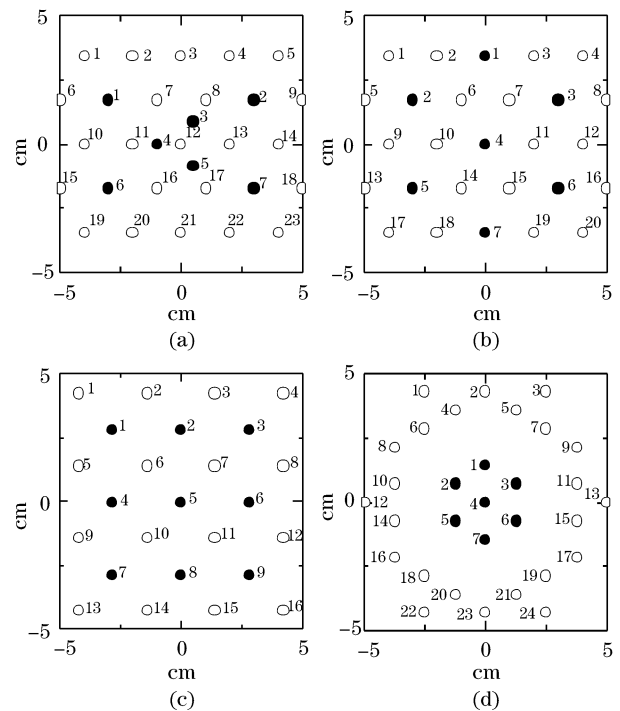 5 5
1 2 3 4 5 1 2 1 3 4
6 1 7 8 2 9 5 2 6 7 3 8
3
10 11 4 12 13 14 9 10 4 11 12
cm 0 cm 0
5
15 6 16 17 7 18 13 5 14 15 6 16
19 20 21 22 23 17 18 7 19 20
−5 −5
−5 0 5 −5 0 5
cm cm
(a) (b)
5 5
1 2 3 4 1 2 3
4 5
1 2 3 6 7
8 9
5 6 7 8 1
10 2 3 11
cm 0 4 5 6 cm 0 12 4 13
9 10 11 12 14 5 6 15
7
7 8 9 16 17
18 19
13 14 15 16 20 21
22 23 24
−5 −5
−5 0 5 −5 0 5
cm cm
(c) (d)